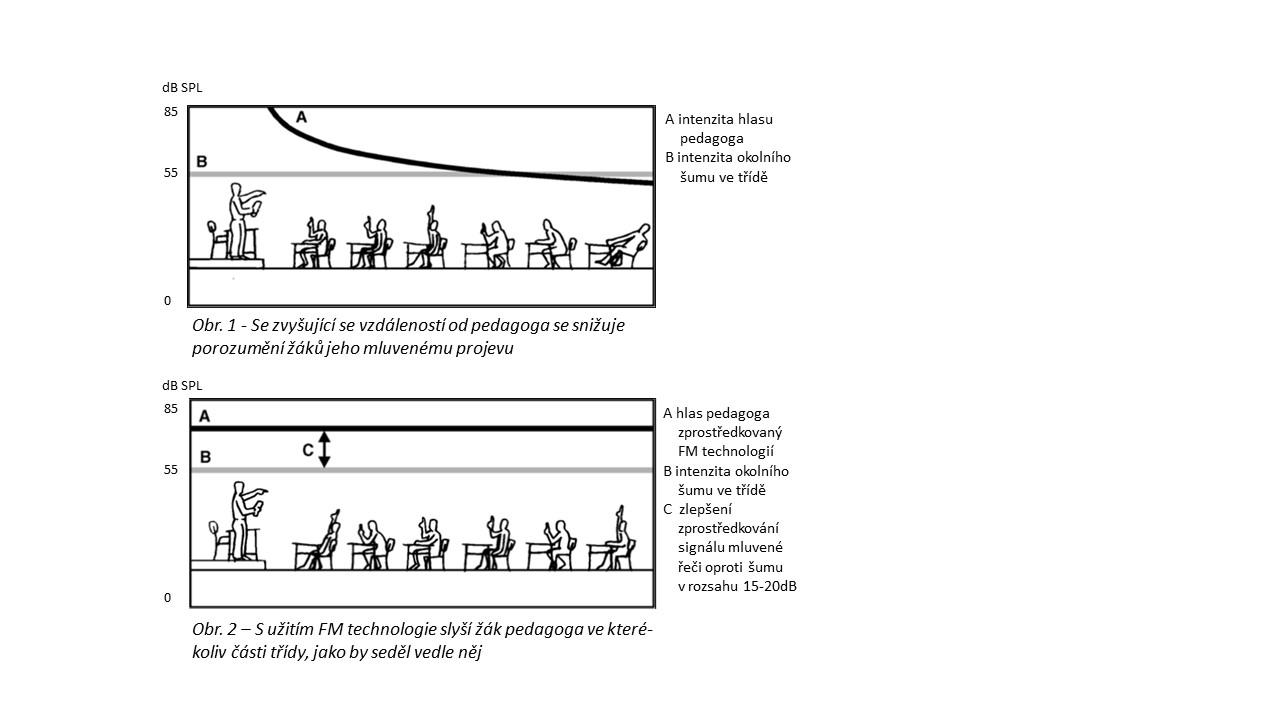 dB SPL
85
A
B
55
0
A intenzita hlasu
pedagoga
B intenzita okolního
šumu ve třídě
Obr. 1 - Se zvyšující se vzdáleností od pedagoga se snižuje
porozumění žáků jeho mluvenému projevu
dB SPL
85
A
C
B
55
0
A hlas pedagoga
zprostředkovaný
FM technologií
B intenzita okolního
šumu ve třídě
C zlepšení
zprostředkování
signálu mluvené
řeči oproti šumu
v rozsahu 15-20dB
Obr. 2 – S užitím FM technologie slyší žák pedagoga ve které-
koliv části třídy, jako by seděl vedle něj